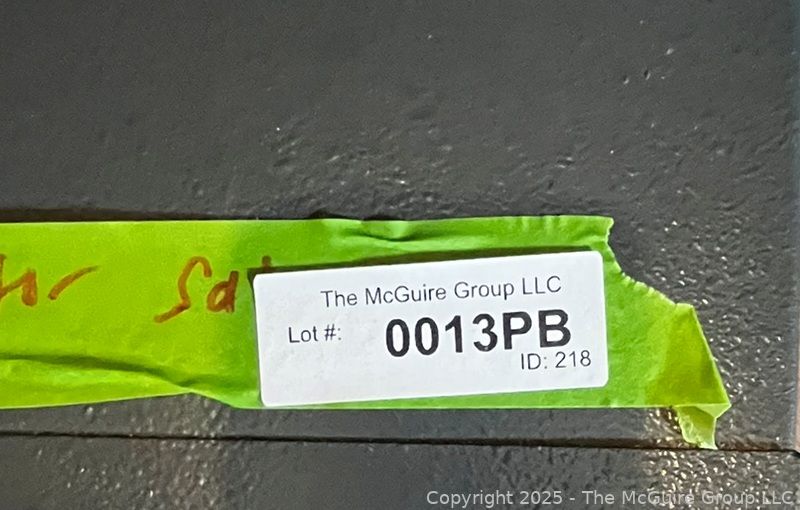 The McGuire Group LLC
Lot #: 0013PB
ID: 218
Copyright 2025 - The McGuire Group LLC